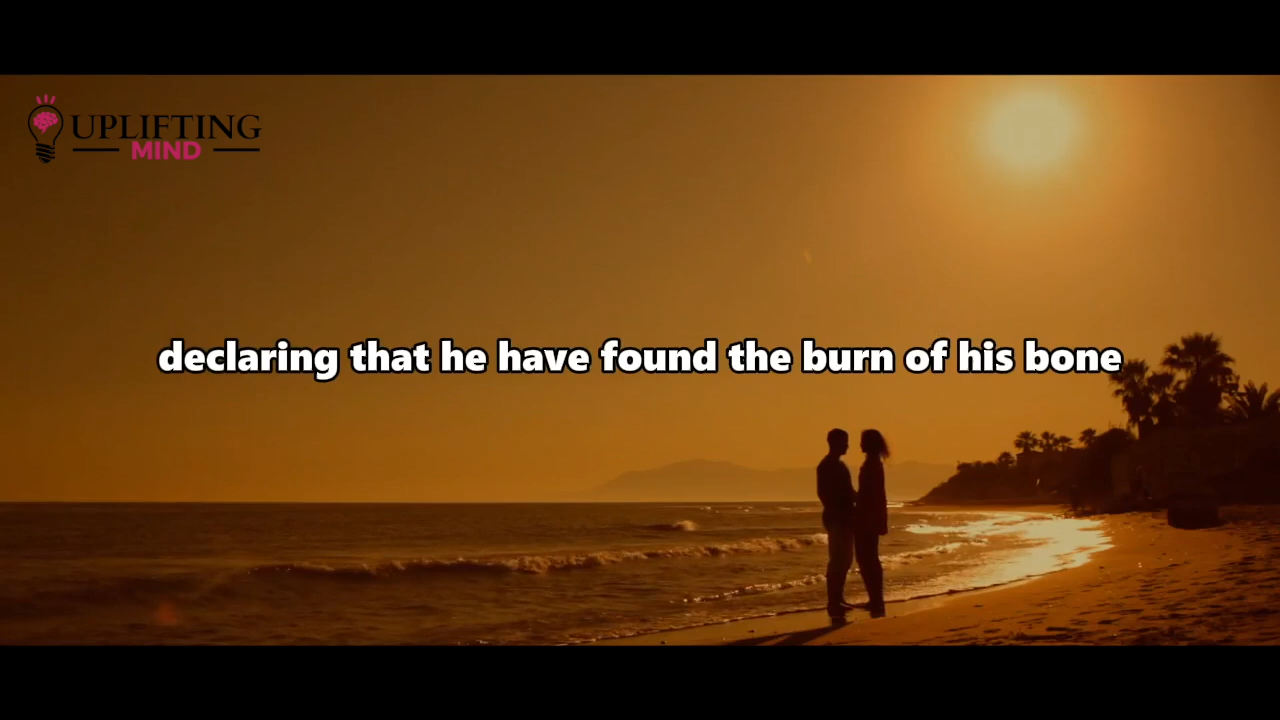 UPLIFTING
MIND
declaring that he have found the burn of his bone